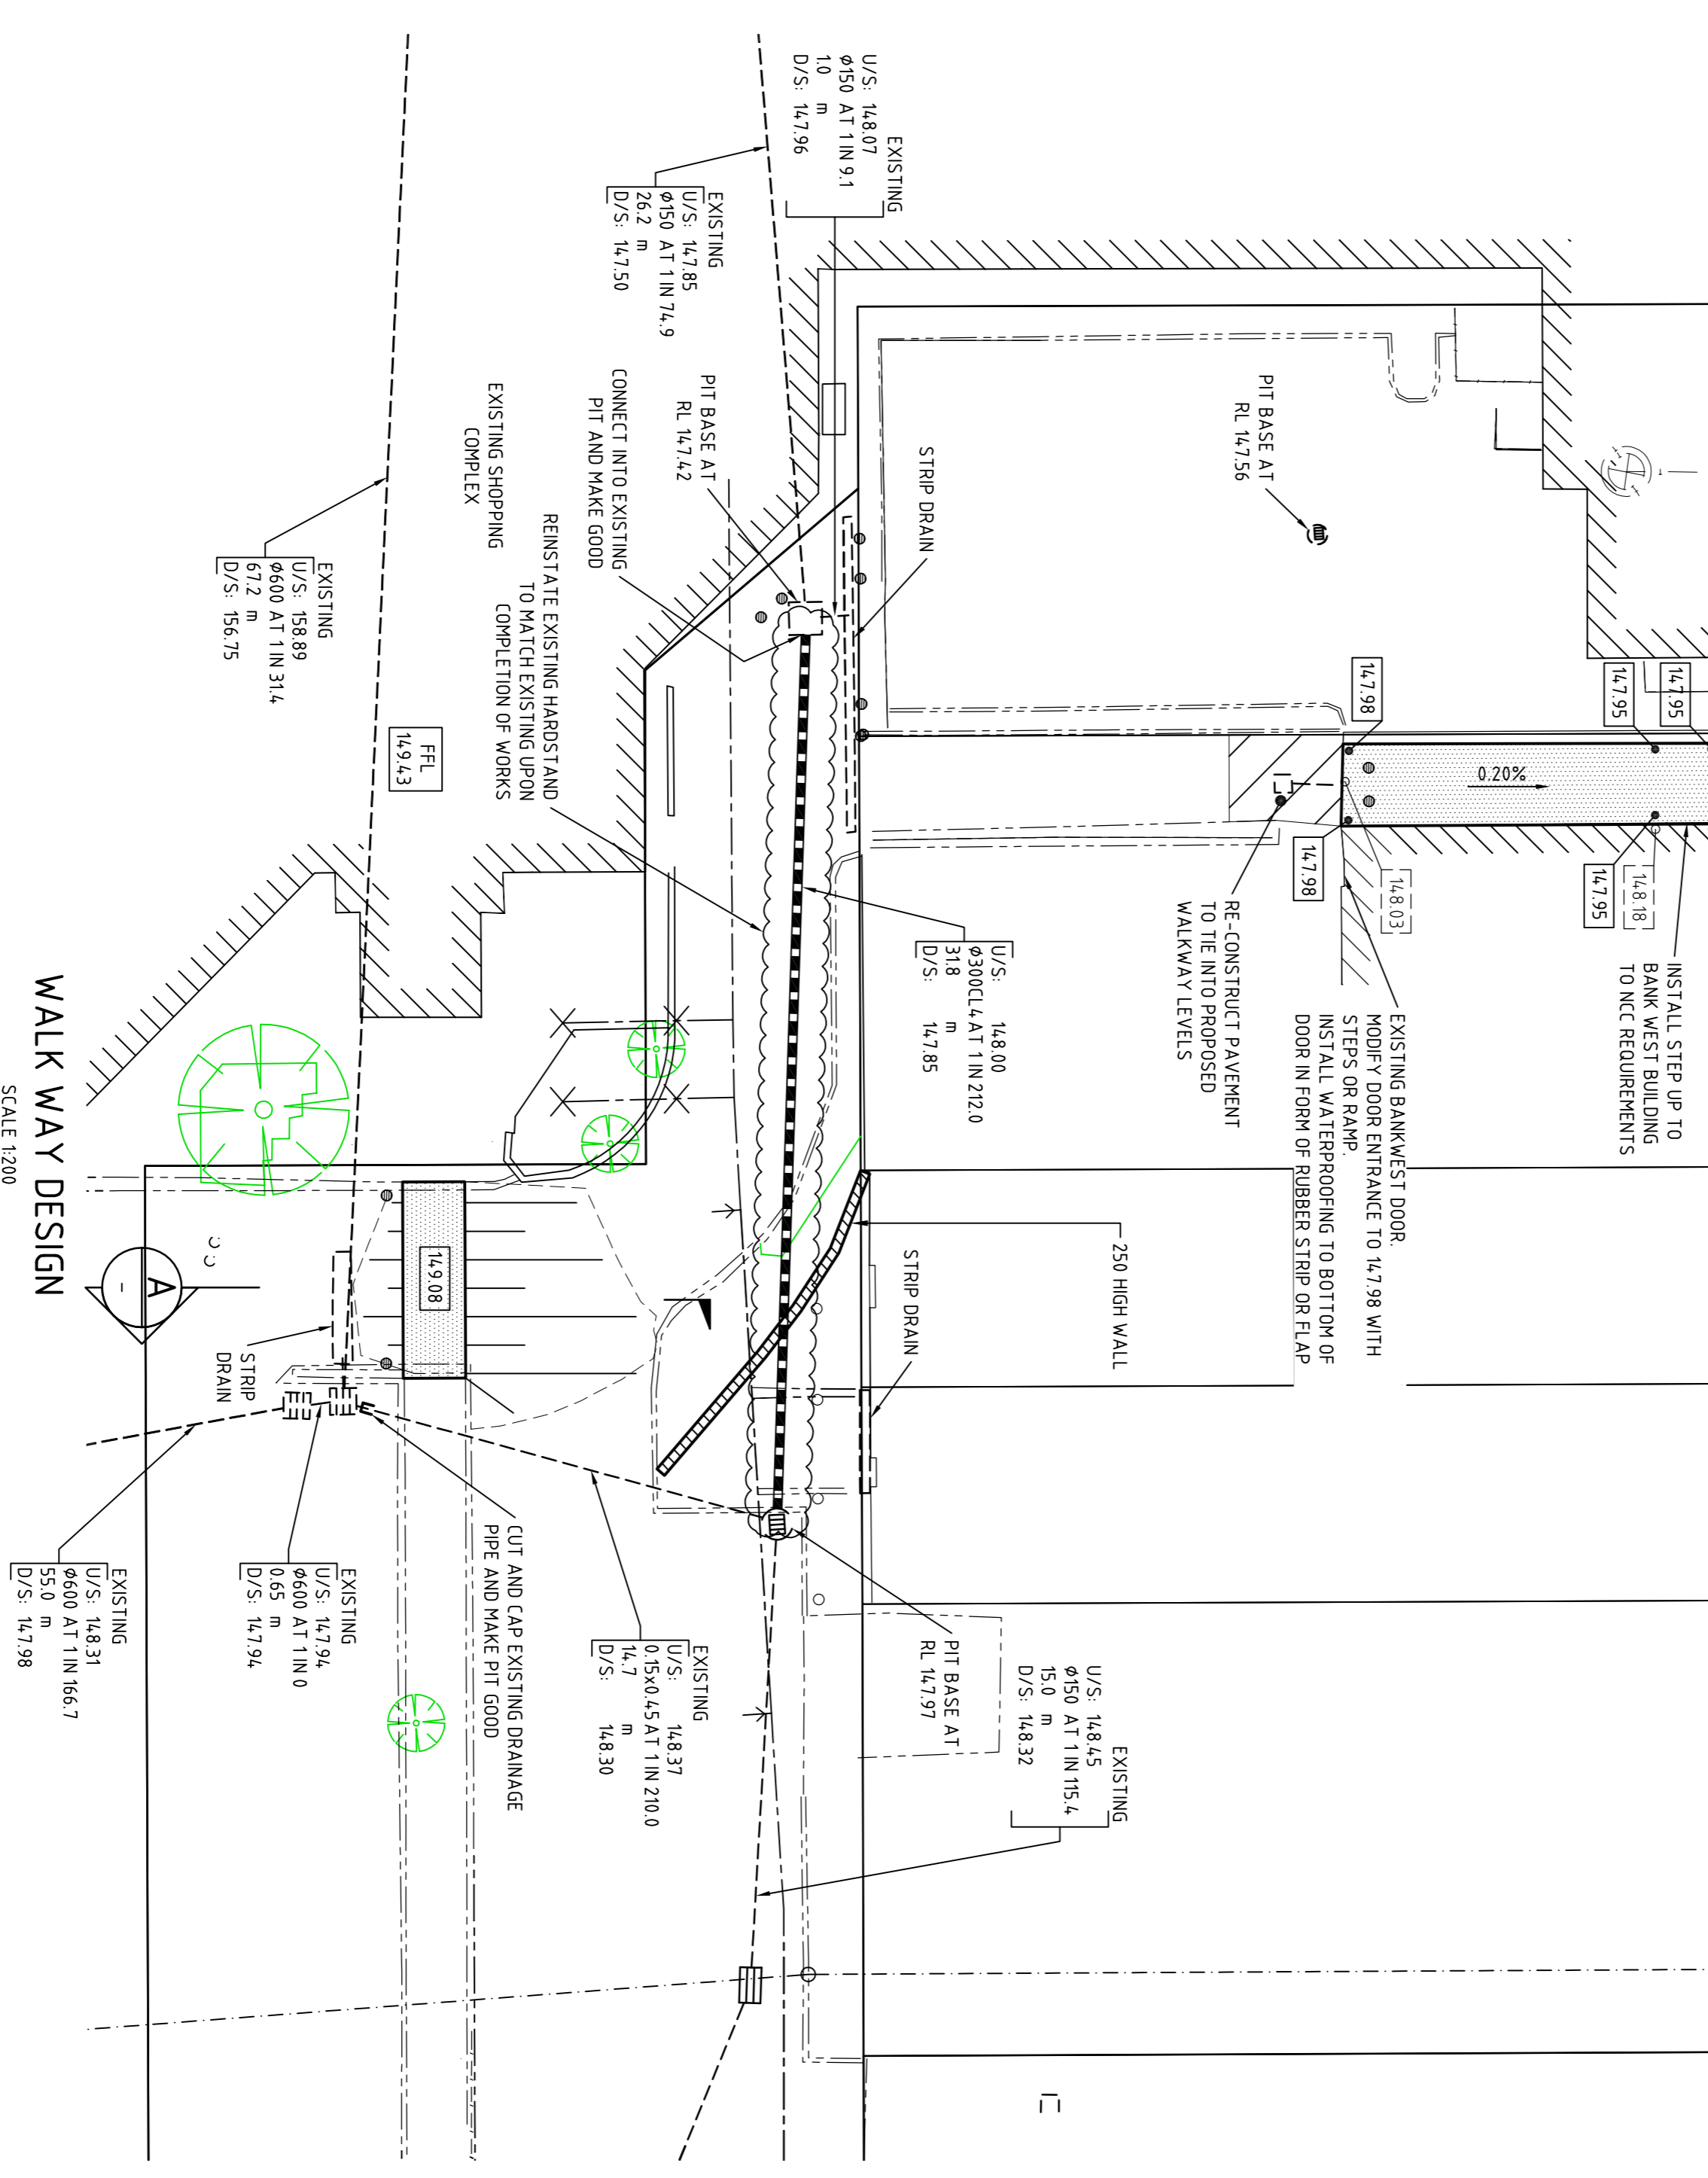 INSTALL STEP UP TO
BANK WEST BUILDING
TO NCC REQUIREMENTS
147.95
147.95
148.18
147.95
0.20%
147.98
148.03
147.98
EXISTING BANKWEST DOOR.
MODIFY DOOR ENTRANCE TO 147.98 WITH
STEPS OR RAMP.
INSTALL WATERPROOFING TO BOTTOM OF
DOOR IN FORM OF RUBBER STRIP OR FLAP
PIT BASE AT
RL 147.56
RE-CONSTRUCT PAVEMENT
TO TIE INTO PROPOSED
WALKWAY LEVELS
250 HIGH WALL
EXISTING
U/S: 148.45
Φ150 AT 1 IN 115.4
15.0 m
D/S: 148.32
STRIP DRAIN
U/S: 148.00
Φ300CL4 AT 1 IN 212.0
31.8 m
D/S: 147.85
STRIP DRAIN
PIT BASE AT
RL 147.97
EXISTING
U/S: 148.07
Φ150 AT 1 IN 9.1
1.0 m
D/S: 147.96
EXISTING
U/S: 147.85
Φ150 AT 1 IN 74.9
26.2 m
D/S: 147.50
PIT BASE AT
RL 147.42
CONNECT INTO EXISTING
PIT AND MAKE GOOD
REINSTATE EXISTING HARDSTAND
TO MATCH EXISTING UPON
COMPLETION OF WORKS
EXISTING SHOPPING
COMPLEX
EXISTING
U/S: 148.37
0.15x0.45 AT 1 IN 210.0
14.7 m
D/S: 148.30
CUT AND CAP EXISTING DRAINAGE
PIPE AND MAKE PIT GOOD
FFL
149.43
149.08
EXISTING
U/S: 158.89
Φ600 AT 1 IN 31.4
67.2 m
D/S: 156.75
STRIP
DRAIN
EXISTING
U/S: 147.94
Φ600 AT 1 IN 0
0.65 m
D/S: 147.94
A
-
EXISTING
U/S: 148.31
Φ600 AT 1 IN 166.7
55.0 m
D/S: 147.98
WALK WAY DESIGN
SCALE 1:200